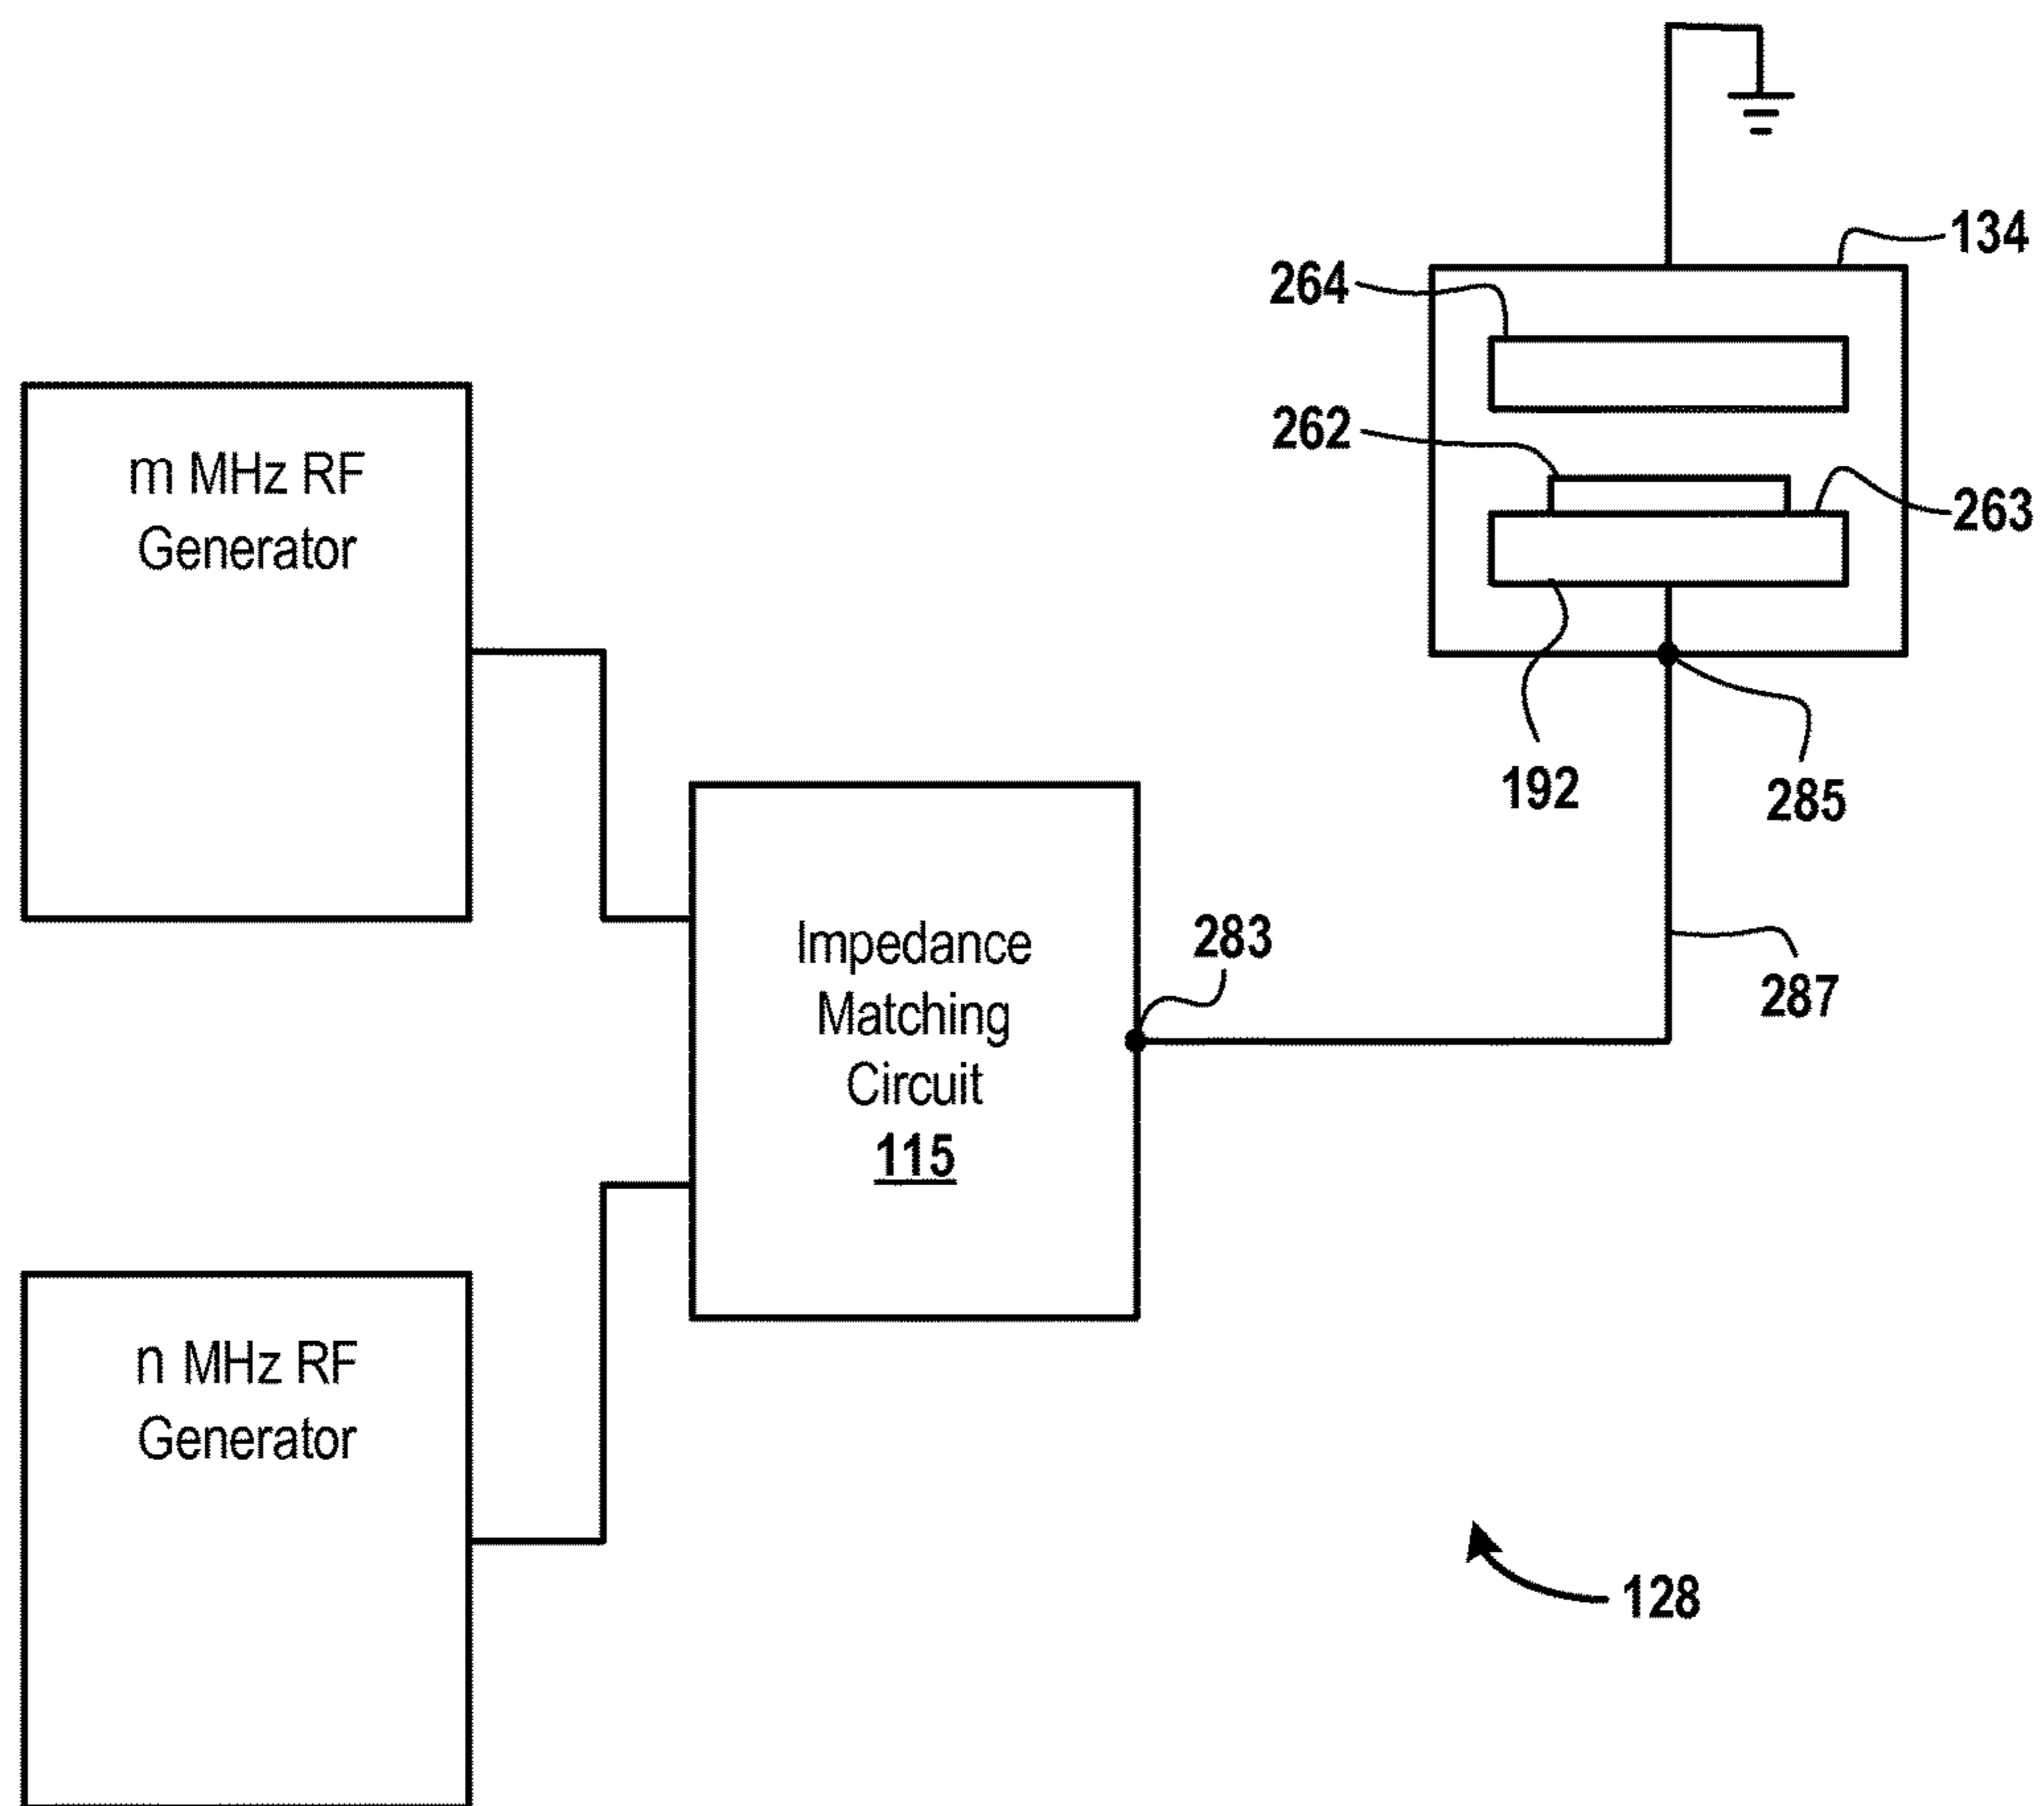 134
264
262
263
m MHz RF
Generator
192
285
Impedance
Matching
Circuit
115
283
287
n MHz RF
Generator
128